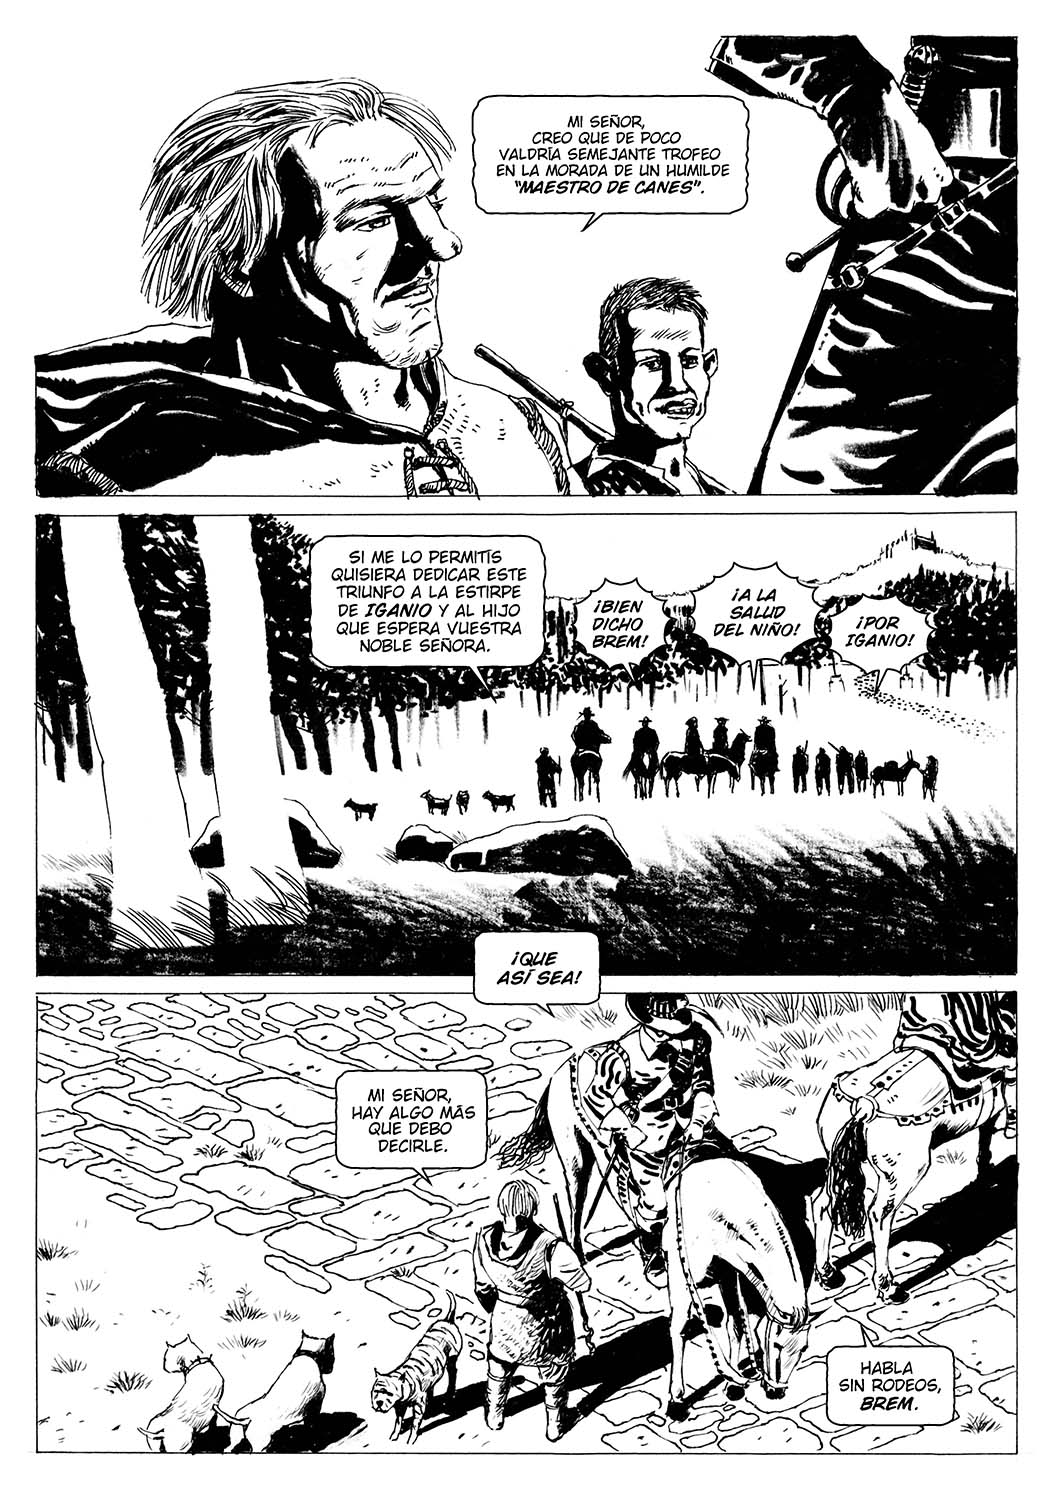 MI SEÑOR,
CREO QUE DE POCO
VALDRÍA SEMEJANTE TROFEO
EN LA MORADA DE UN HUMILDE
"MAESTRO DE CANES".
SI ME LO PERMITÍS
QUISIERA DEDICAR ESTE
TRIUNFO A LA ESTIRPE
DE IGANIO Y AL HIJO
QUE ESPERA VUESTRA
NOBLE SEÑORA.
¡BIEN
DICHO
BREM!
¡A LA
SALUD
DEL NIÑO!
¡POR
IGANIO!
¡QUE
ASÍ SEA!
MI SEÑOR,
HAY ALGO MÁS
QUE DEBO
DECIRLE.
HABLA
SIN RODEOS,
BREM.